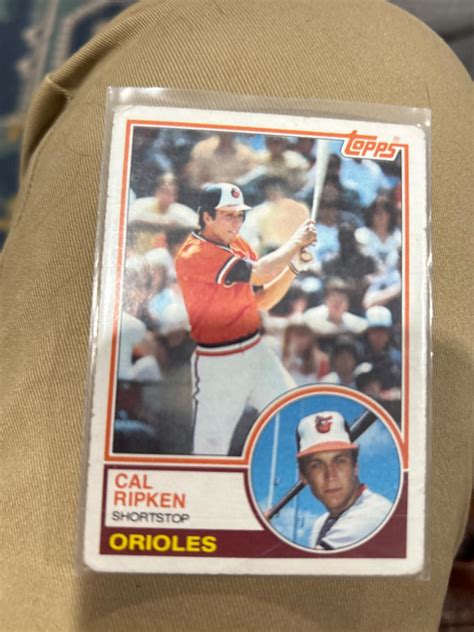 Topps
CAL
RIPKEN
SHORTSTOP
ORIOLES